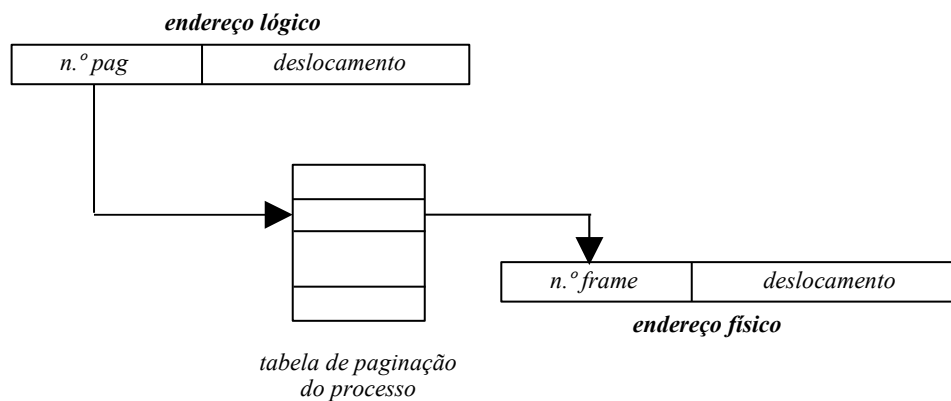 endereço lógico
n.º pag
deslocamento
n.º frame
deslocamento
endereço físico
tabela de paginação
do processo